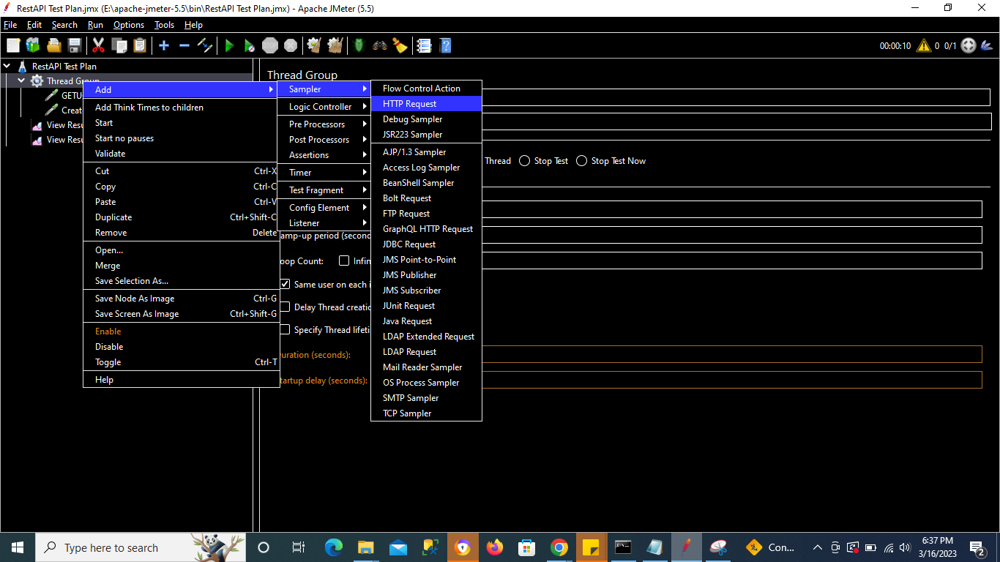 RestAPI Test Plan.jmx (E:\apache-jmeter-5.5\bin\RestAPI Test Plan.jmx) - Apache JMeter (5.5)
File Edit Search Run Options Tools Help
00:00:10 0 0/1
RestAPI Test Plan
Thread Group
Thread Group
GETU
Create
View Resu
View Resu
Add
Add Think Times to children
Start
Start no pauses
Validate
Cut Ctrl-X
Copy Ctrl-C
Paste Ctrl-V
Duplicate Ctrl+Shift-C
Remove Delete
Open...
Merge
Save Selection As...
Save Node As Image Ctrl-G
Save Screen As Image Ctrl+Shift-G
Enable
Disable
Toggle Ctrl-T
Help
Sampler
Logic Controller
Pre Processors
Post Processors
Assertions
Timer
Test Fragment
Config Element
Listener
Flow Control Action
HTTP Request
Debug Sampler
JSR223 Sampler
AJP/1.3 Sampler
Access Log Sampler
BeanShell Sampler
Bolt Request
FTP Request
GraphQL HTTP Request
JDBC Request
JMS Point-to-Point
JMS Publisher
JMS Subscriber
JUnit Request
Java Request
LDAP Extended Request
LDAP Request
Mail Reader Sampler
OS Process Sampler
SMTP Sampler
TCP Sampler
Thread Stop Test Stop Test Now
amp-up period (secon
oop Count: Infin
Same user on each i
Delay Thread creatio
Specify Thread lifeti
uration (seconds):
tartup delay (seconds):
Type here to search
Con...
6:37 PM
3/16/2023
2